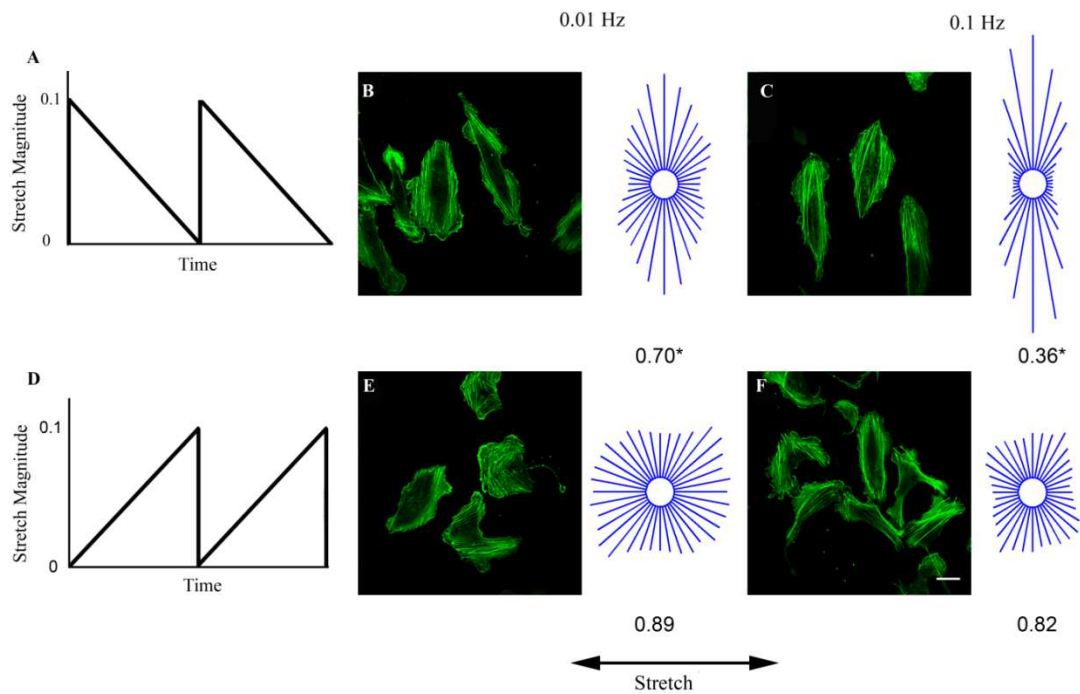 0.01 Hz
0.1 Hz
A
Stretch Magnitude
0.1
0
Time
B
C
0.70*
0.36*
D
Stretch Magnitude
0.1
0
Time
E
F
0.89
0.82
Stretch